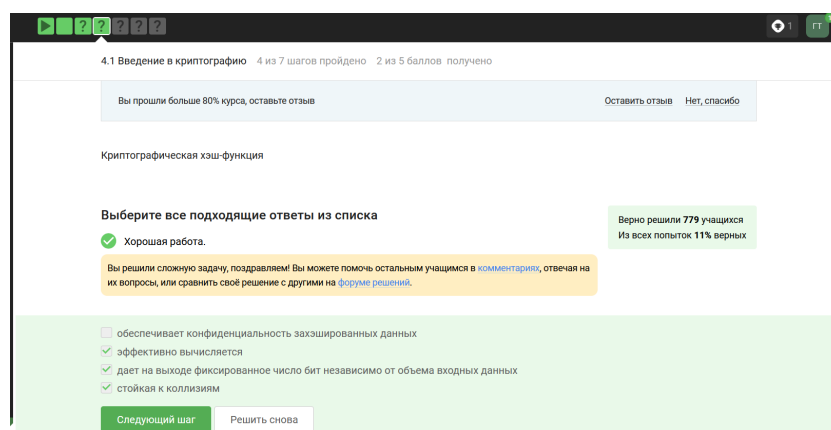 ? ? ? ? ?
1 ГТ
4.1 Введение в криптографию 4 из 7 шагов пройдено 2 из 5 баллов получено
Вы прошли больше 80% курса, оставьте отзыв Оставить отзыв Нет, спасибо
Криптографическая хэш-функция
Выберите все подходящие ответы из списка
Хорошая работа.
Верно решили 779 учащихся
Из всех попыток 11% верных
Вы решили сложную задачу, поздравляем! Вы можете помочь остальным учащимся в комментариях, отвечая на
их вопросы, или сравнить своё решение с другими на форуме решений.
обеспечивает конфиденциальность захэшированных данных
эффективно вычисляется
дает на выходе фиксированное число бит независимо от объема входных данных
стойкая к коллизиям
Следующий шаг Решить снова